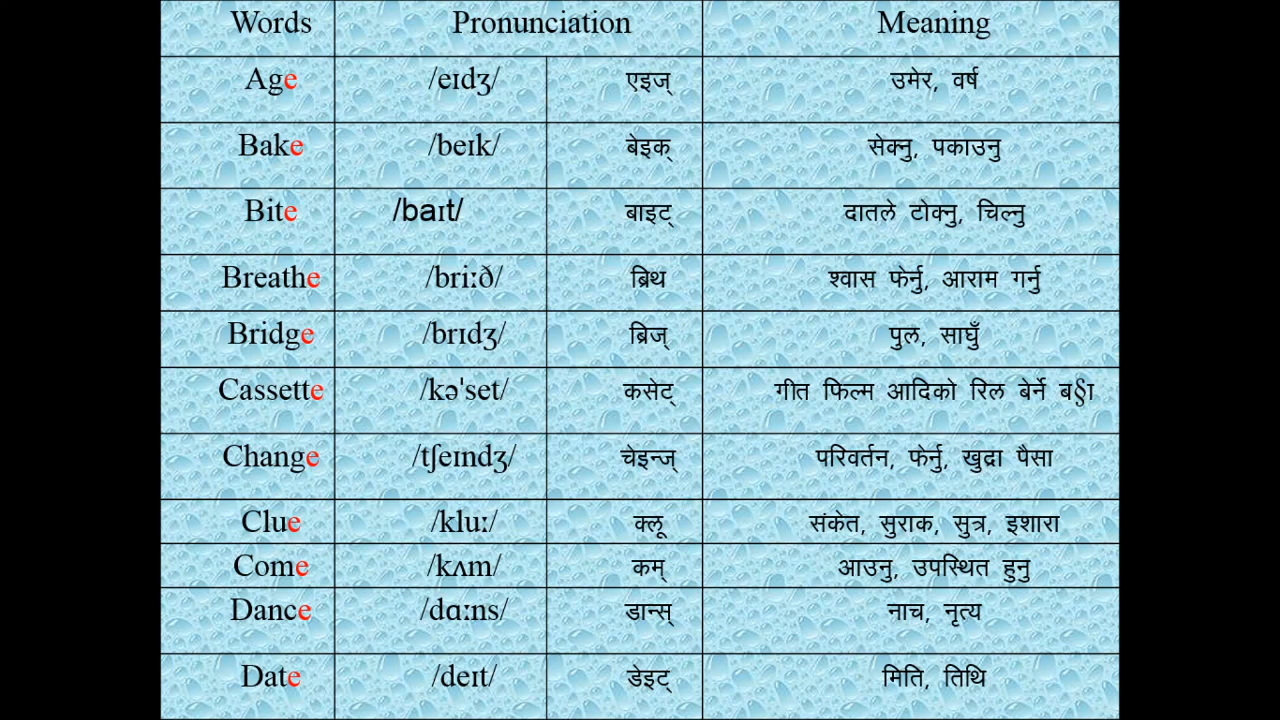 Words Pronunciation Meaning
Age /eɪdʒ/ एइज् उमेर, वर्ष
Bake /beɪk/ बेइक् सेक्नु, पकाउनु
Bite /baɪt/ बाइट् दातले टोक्नु, चिल्नु
Breathe /briːð/ ब्रिथ श्वास फेर्नु, आराम गर्नु
Bridge /brɪdʒ/ ब्रिज् पुल, साघुँ
Cassette /kə'set/ कसेट् गीत फिल्म आदिको रिल बेर्ने ब§ा
Change /tʃeɪndʒ/ चेइन्ज् परिवर्तन, फेर्नु, खुद्रा पैसा
Clue /kluː/ क्लू संकेत, सुराक, सुत्र, इशारा
Come /kʌm/ कम् आउनु, उपस्थित हुनु
Dance /dɑːns/ डान्स् नाच, नृत्य
Date /deɪt/ डेइट् मिति, तिथि